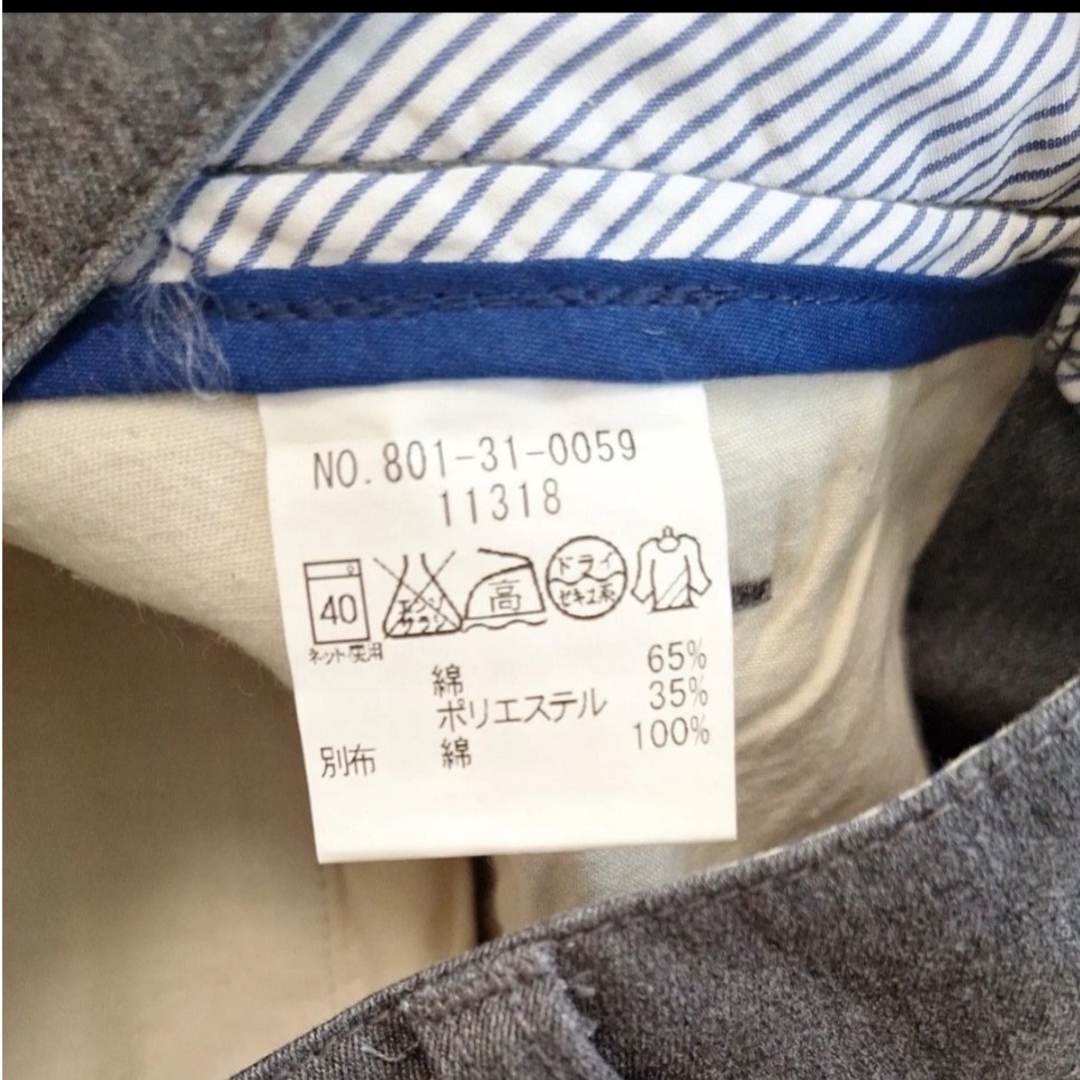 NO.801-31-0059
11318
40 エンソ サラシ 高 ドライ セキユ系
ネット使用
綿 65%
ポリエステル 35%
別布 綿 100%